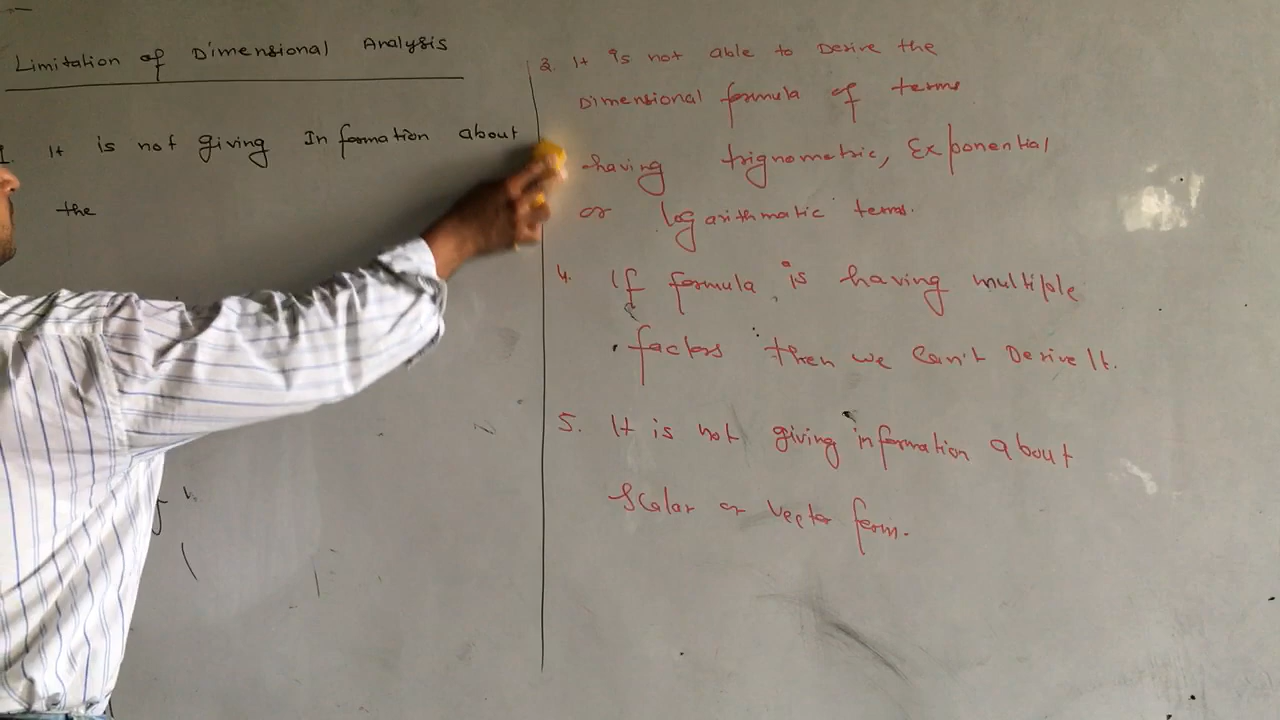 Limitation of Dimensional Analysis
1. It is not giving Information about
the
3. It is not able to Derive the
Dimensional formula of terms
having trignometric, Exponential
or logarithmatic terms.
4. If formula is having multiple
factors then we Can't Derive It.
5. It is not giving information about
Scalar or Vector form.